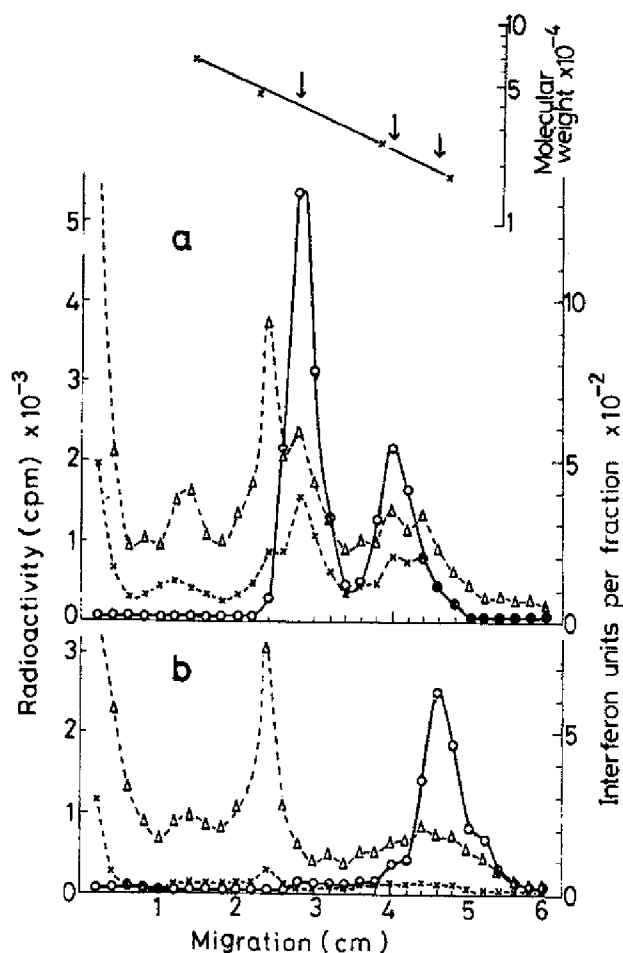 10
5
1
Molecular
weight x10⁻⁴
a
5
4
3
2
1
0
10
5
0
b
3
2
1
0
5
0
Radioactivity (cpm) x 10⁻³
Interferon units per fraction x10⁻²
1 2 3 4 5 6
Migration (cm)